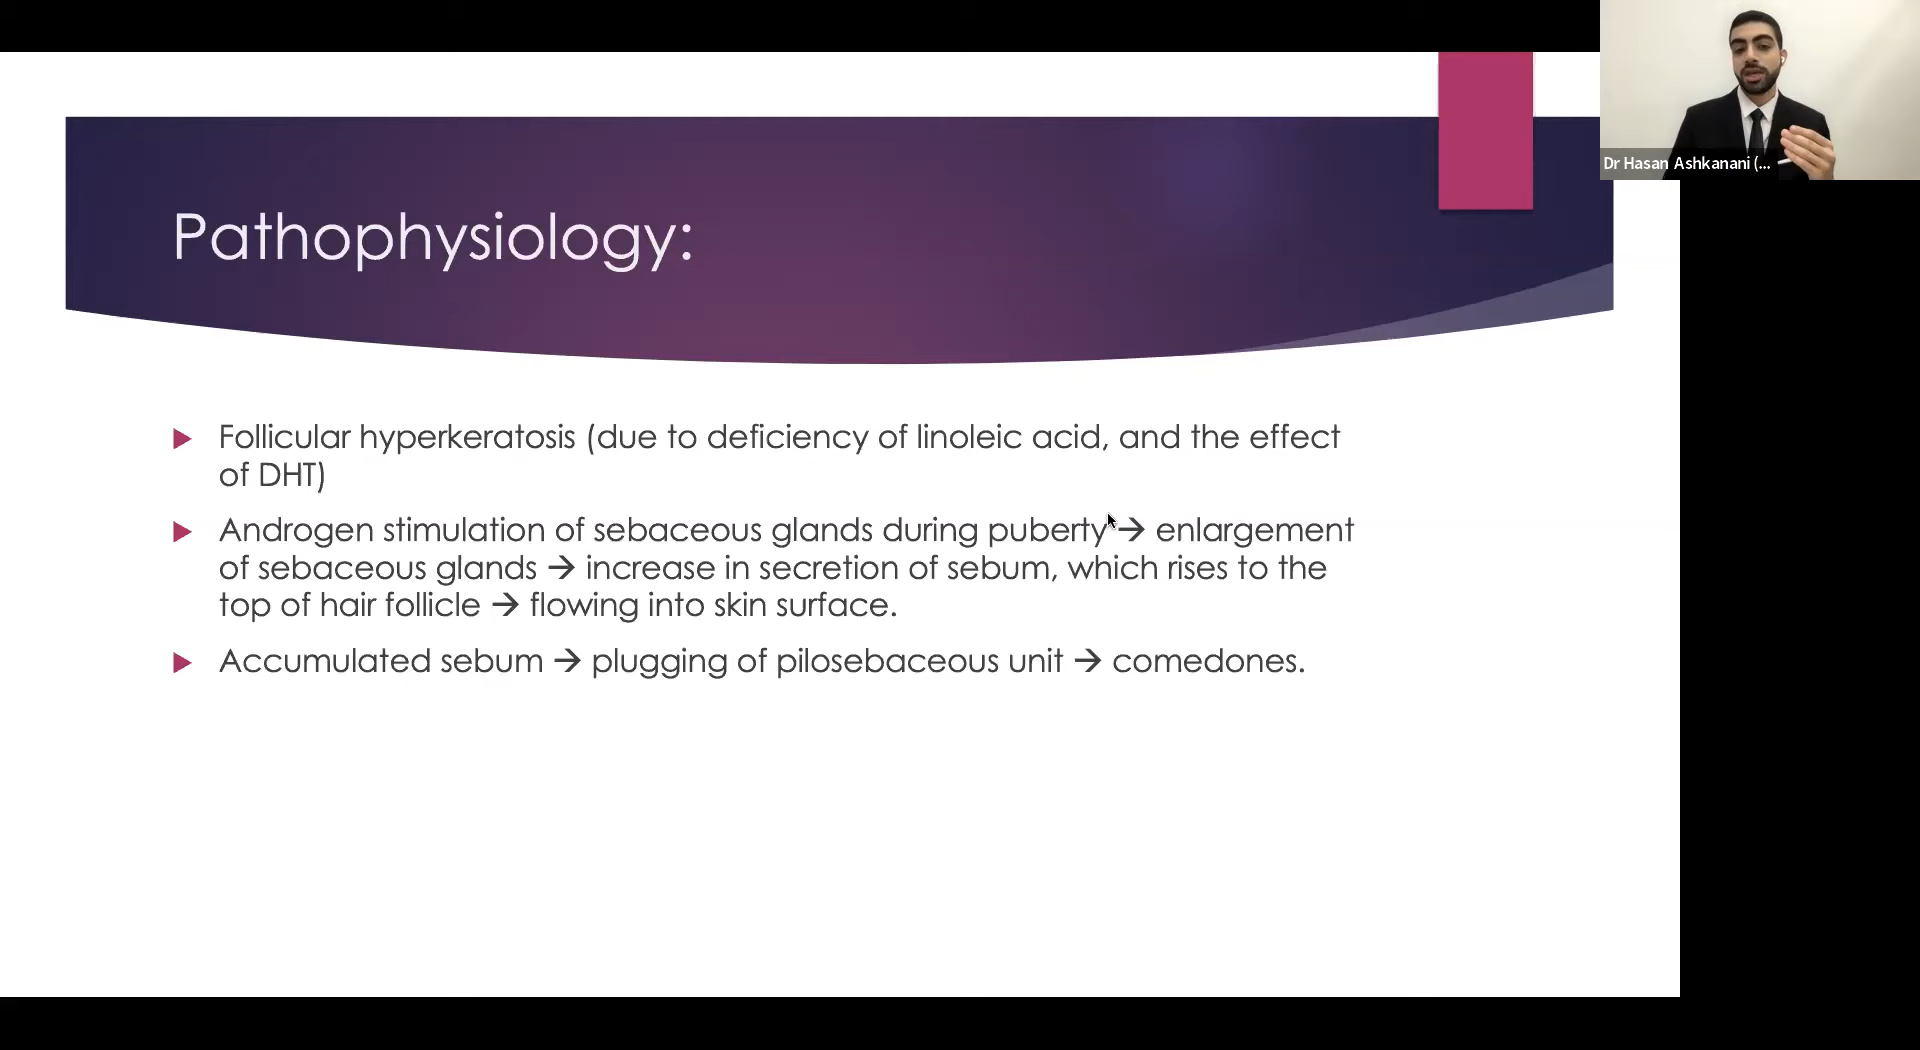 Dr Hasan Ashkanani (...
Pathophysiology:
Follicular hyperkeratosis (due to deficiency of linoleic acid, and the effect
of DHT)
Androgen stimulation of sebaceous glands during puberty → enlargement
of sebaceous glands → increase in secretion of sebum, which rises to the
top of hair follicle → flowing into skin surface.
Accumulated sebum → plugging of pilosebaceous unit → comedones.